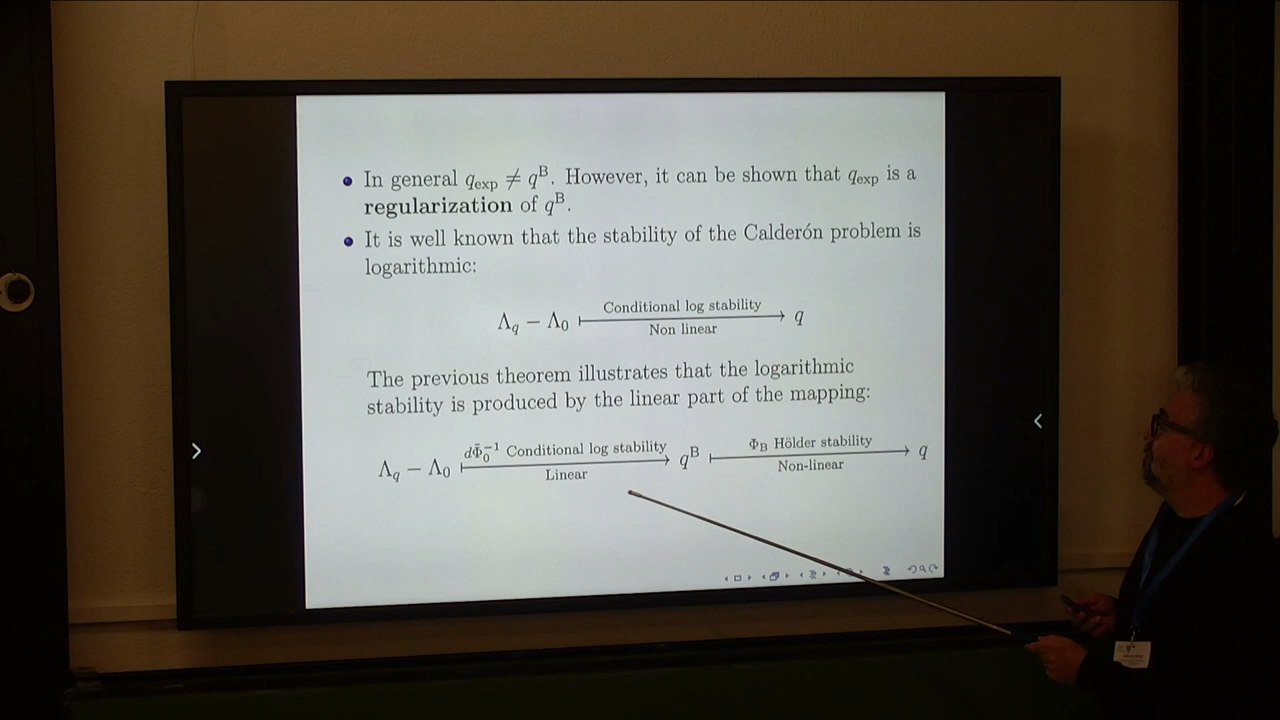 In general q_exp ≠ q^B. However, it can be shown that q_exp is a
regularization of q^B.
It is well known that the stability of the Calderón problem is
logarithmic:
Conditional log stability
Λ_q − Λ_0 ⟼ q
Non linear
The previous theorem illustrates that the logarithmic
stability is produced by the linear part of the mapping:
dΦ̃_0^{-1} Conditional log stability Φ_B Hölder stability
Λ_q − Λ_0 ⟼ q^B ⟼ q
Linear Non-linear